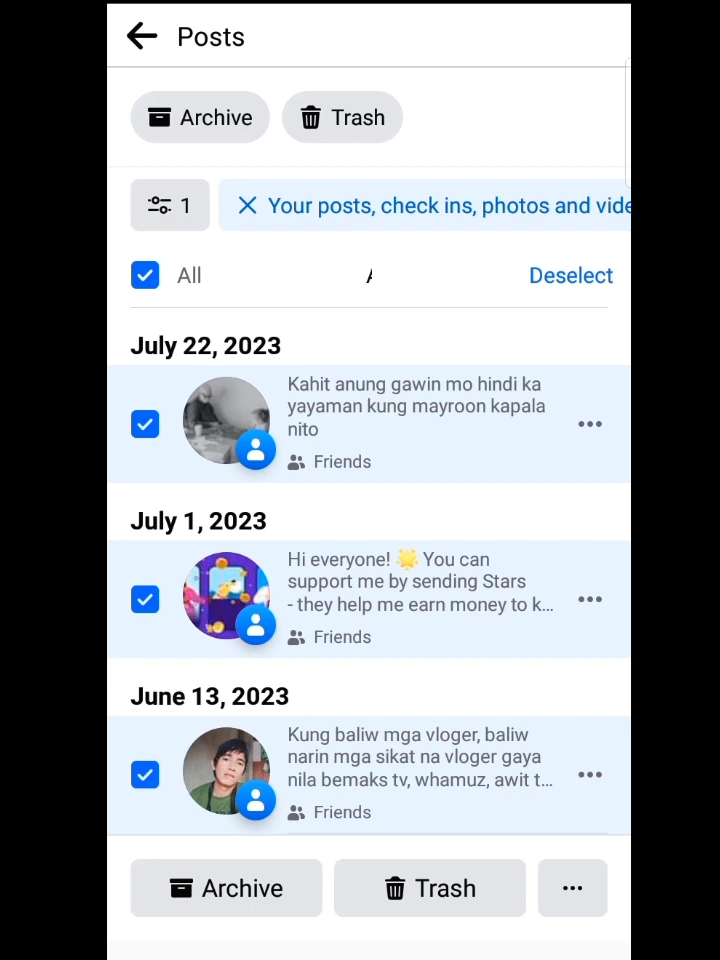 Posts
Archive
Trash
1
Your posts, check ins, photos and vide
All
Deselect
July 22, 2023
Kahit anung gawin mo hindi ka
yayaman kung mayroon kapala
nito
Friends
July 1, 2023
Hi everyone! 🌟 You can
support me by sending Stars
- they help me earn money to k...
Friends
June 13, 2023
Kung baliw mga vloger, baliw
narin mga sikat na vloger gaya
nila bemaks tv, whamuz, awit t...
Friends
Archive
Trash